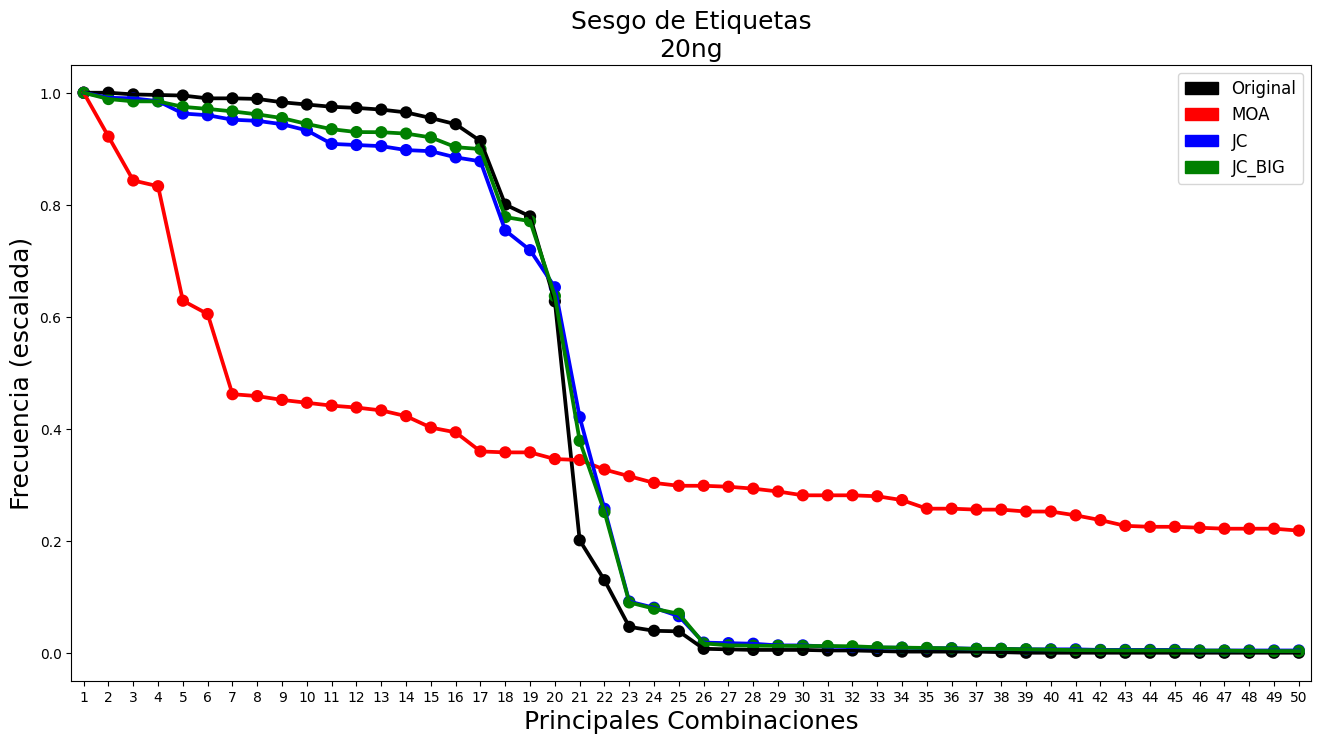 Sesgo de Etiquetas
20ng
Frecuencia (escalada)
1.0
0.8
0.6
0.4
0.2
0.0
Original
MOA
JC
JC_BIG
1 2 3 4 5 6 7 8 9 10 11 12 13 14 15 16 17 18 19 20 21 22 23 24 25 26 27 28 29 30 31 32 33 34 35 36 37 38 39 40 41 42 43 44 45 46 47 48 49 50
Principales Combinaciones